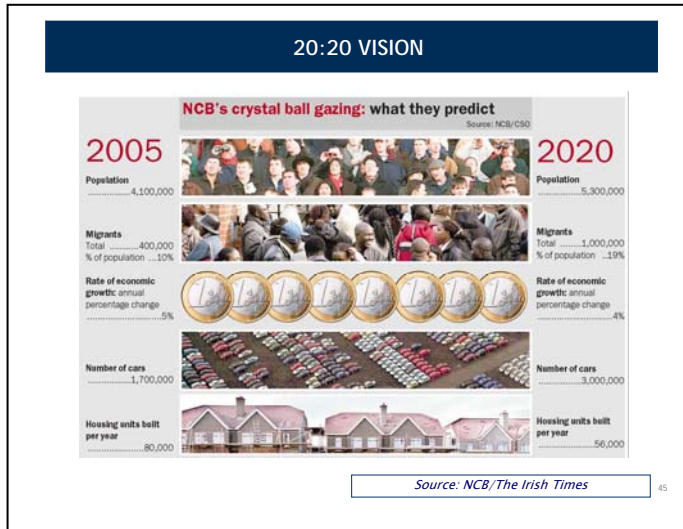 20:20 VISION
NCB's crystal ball gazing: what they predict
Source: NCB/CSO
2005
Population
....................4,100,000
Migrants
Total ..........400,000
% of population ...10%
Rate of economic
growth: annual
percentage change
..............................5%
Number of cars
....................1,700,000
Housing units built
per year
........................80,000
2020
Population
....................5,300,000
Migrants
Total ........1,000,000
% of population ..19%
Rate of economic
growth: annual
percentage change
..............................4%
Number of cars
....................3,000,000
Housing units built
per year
........................56,000
Source: NCB/The Irish Times
45